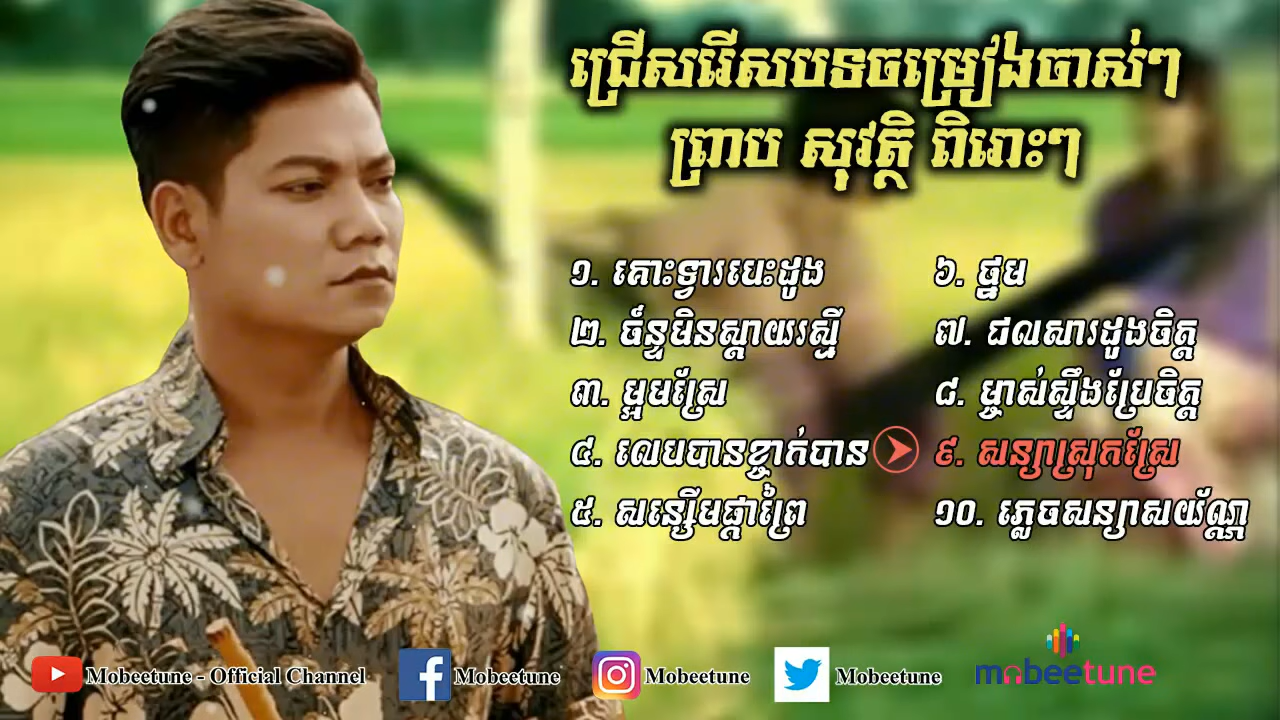 ជ្រើសរើសបទចម្រៀងចាស់ៗ
ព្រាប សុវត្ថិ ពិរោះៗ
១. គោះទ្វារបេះដូង
២. ច័ន្ទមិនស្ដាយរស្មី
៣. ម្អមស្រែ
៤. លេបបានខ្ជាក់បាន
៥. សន្សើមផ្កាព្រៃ
៦. ថ្នម
៧. ជលសារដូងចិត្ត
៨. ម្ចាស់ស្ទឹងប្រែចិត្ត
៩. សន្យាស្រុកស្រែ
១០. ភ្លេចសន្យាសយ័ណ្ណ
Mobeetune - Official Channel
Mobeetune
Mobeetune
Mobeetune
mobeetune